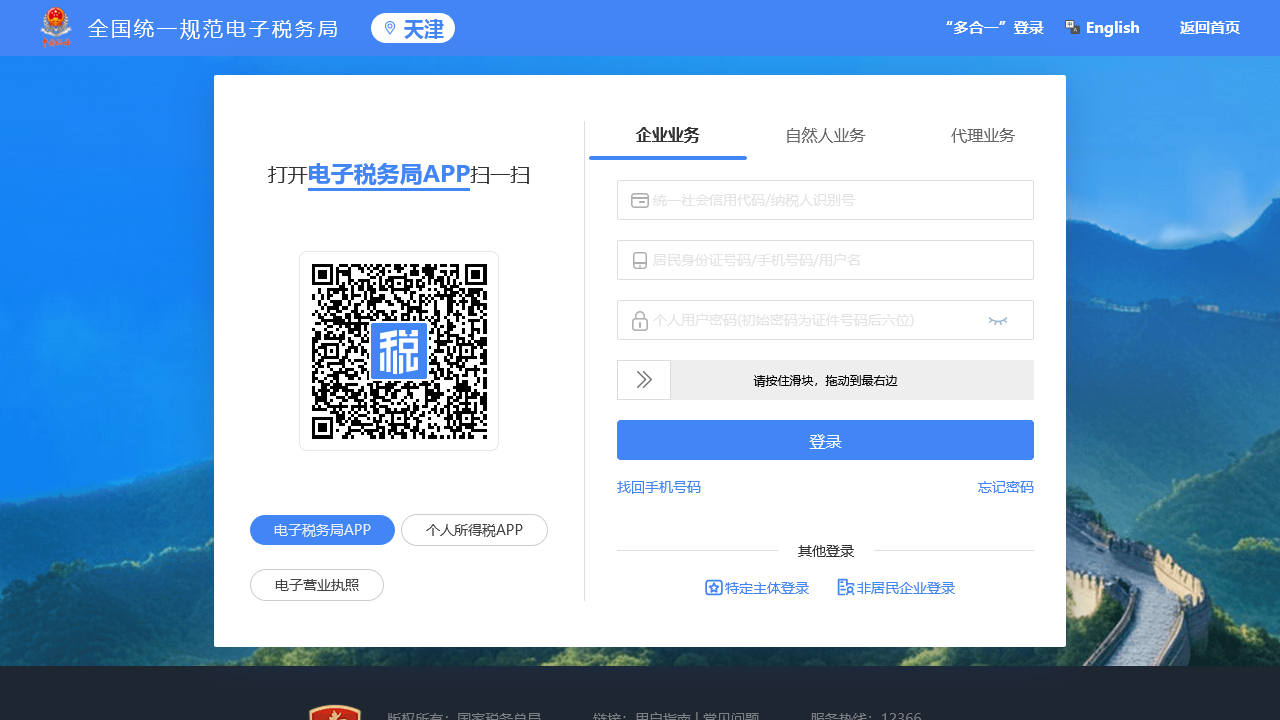 全国统一规范电子税务局
天津
“多合一”登录
English
返回首页
打开电子税务局APP扫一扫
税
电子税务局APP
个人所得税APP
电子营业执照
企业业务
自然人业务
代理业务
统一社会信用代码/纳税人识别号
居民身份证号码/手机号码/用户名
个人用户密码(初始密码为证件号码后六位)
请按住滑块，拖动到最右边
登录
找回手机号码
忘记密码
其他登录
特定主体登录
非居民企业登录
版权所有：国家税务总局
链接：用户指南 | 常见问题
服务热线：12366